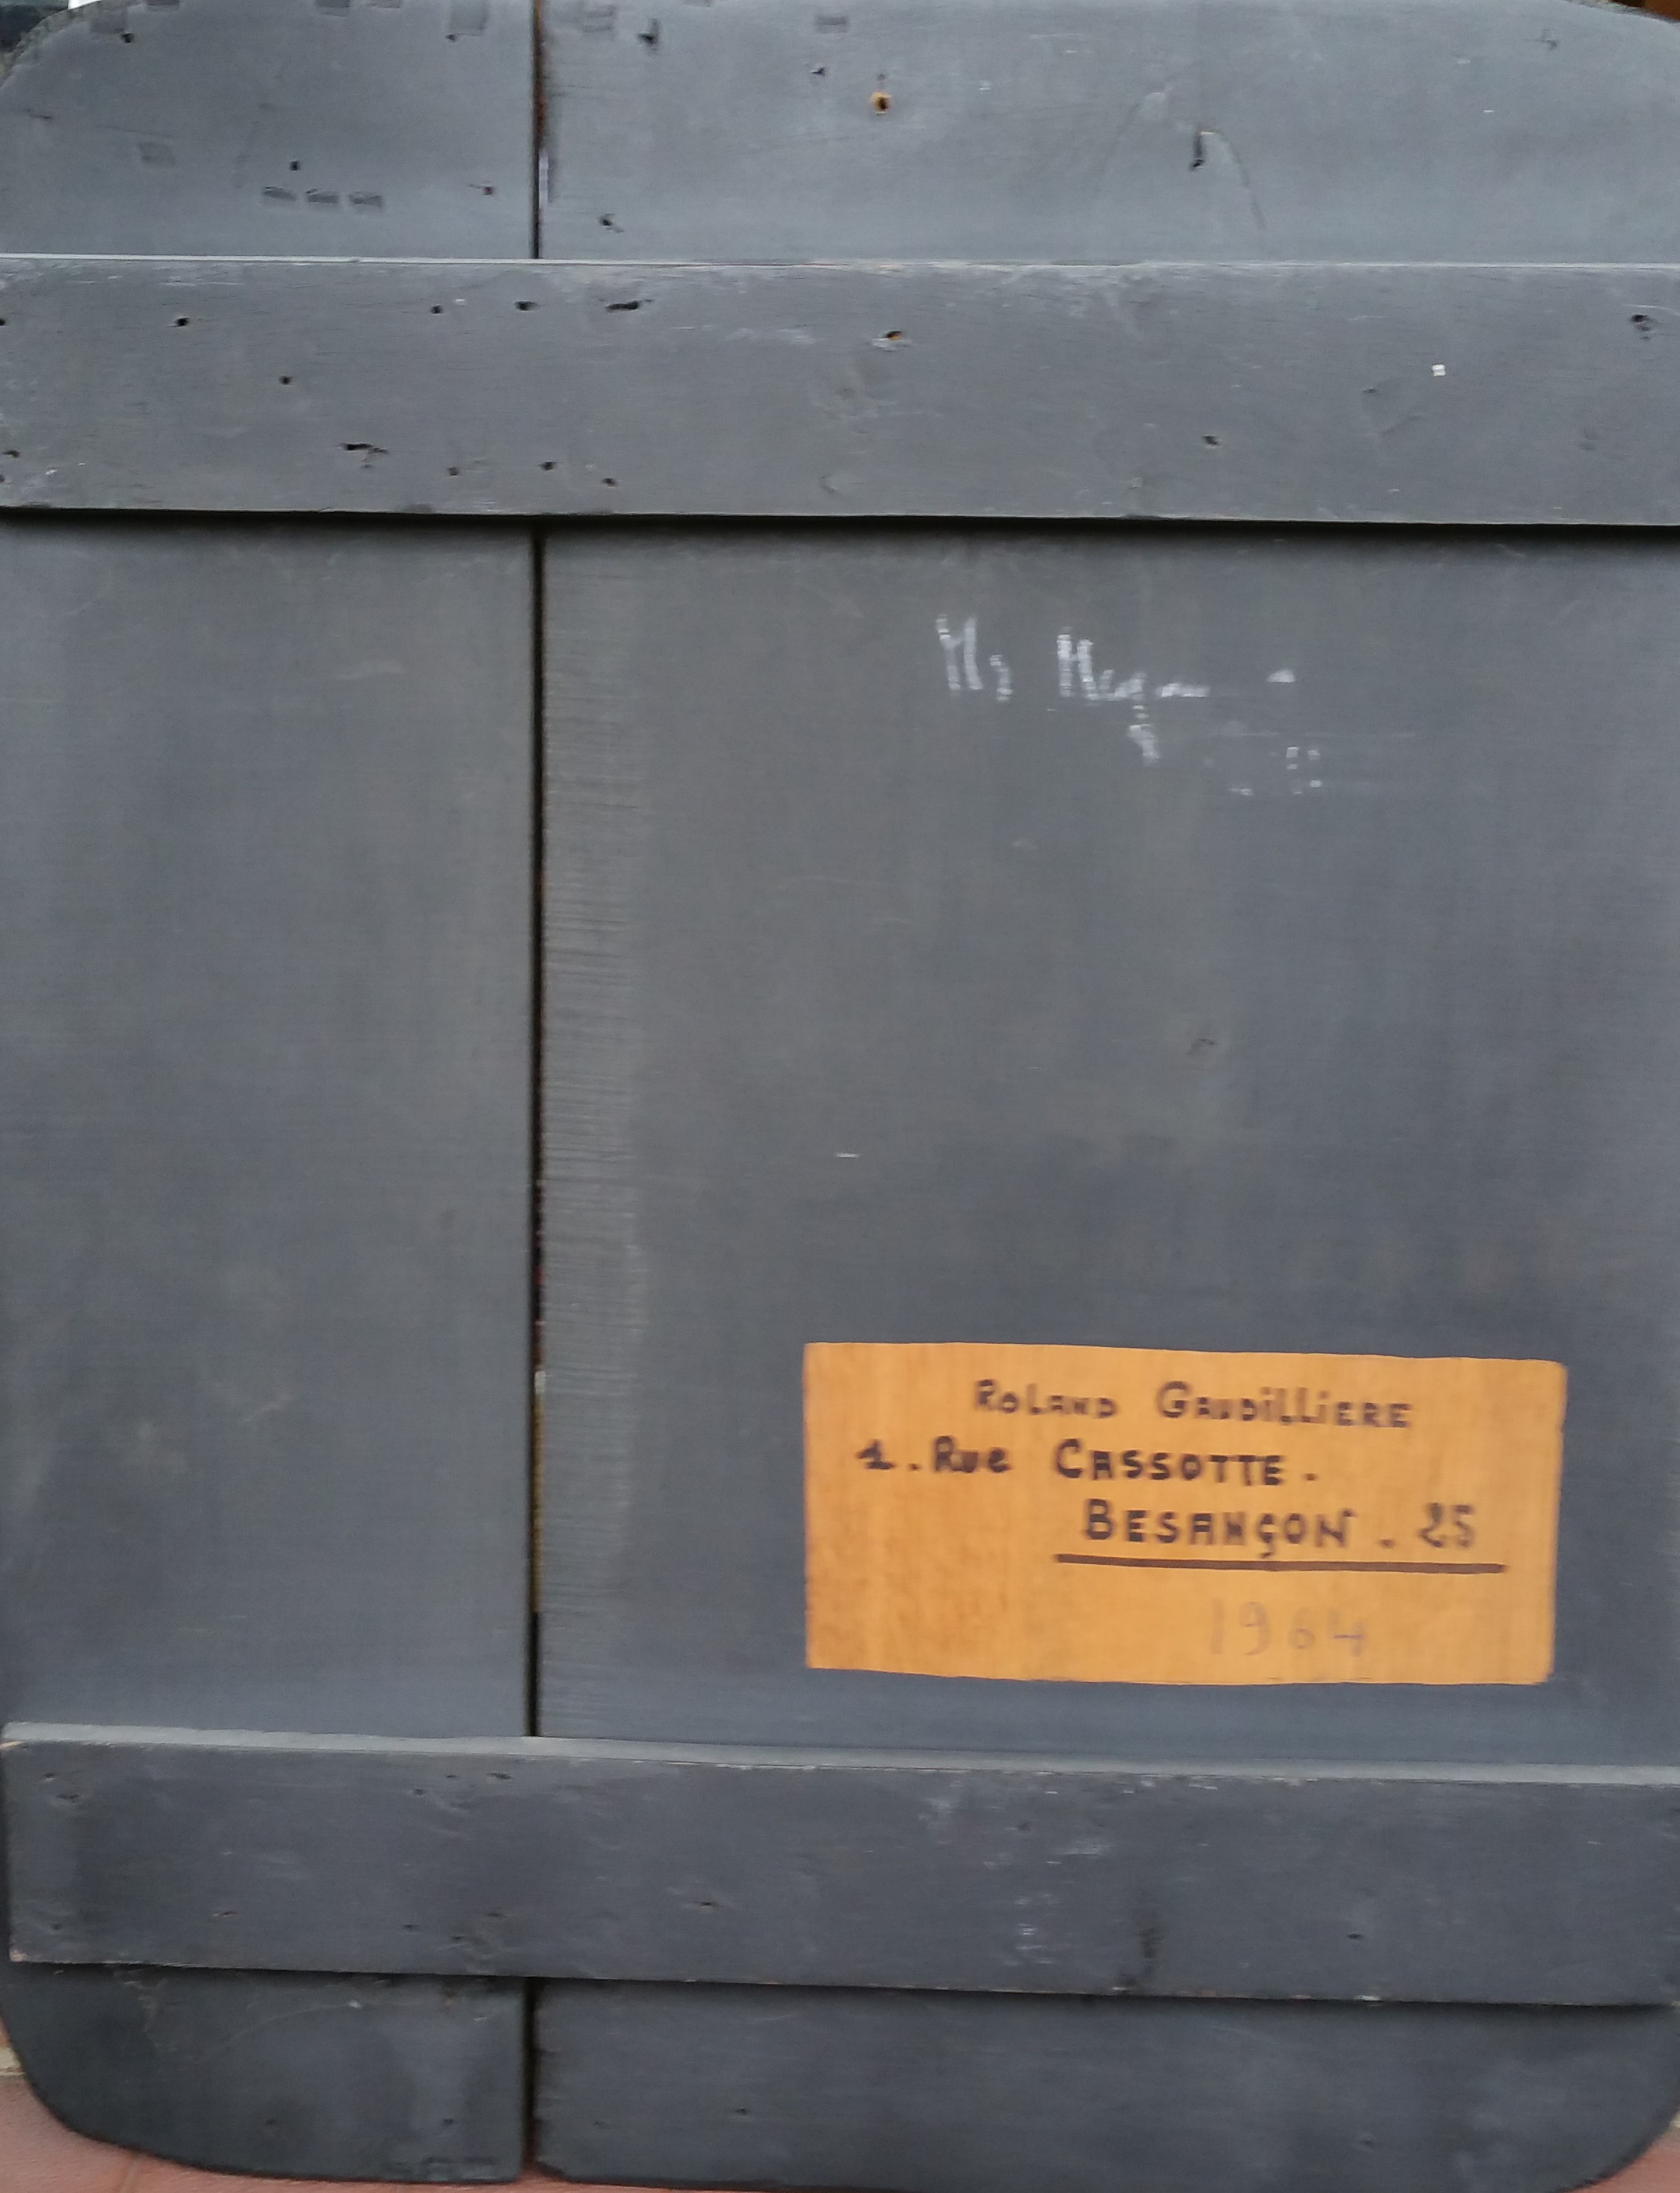 Roland Gaudilliere
1. Rue Cassotte.
Besançon. 25
1964